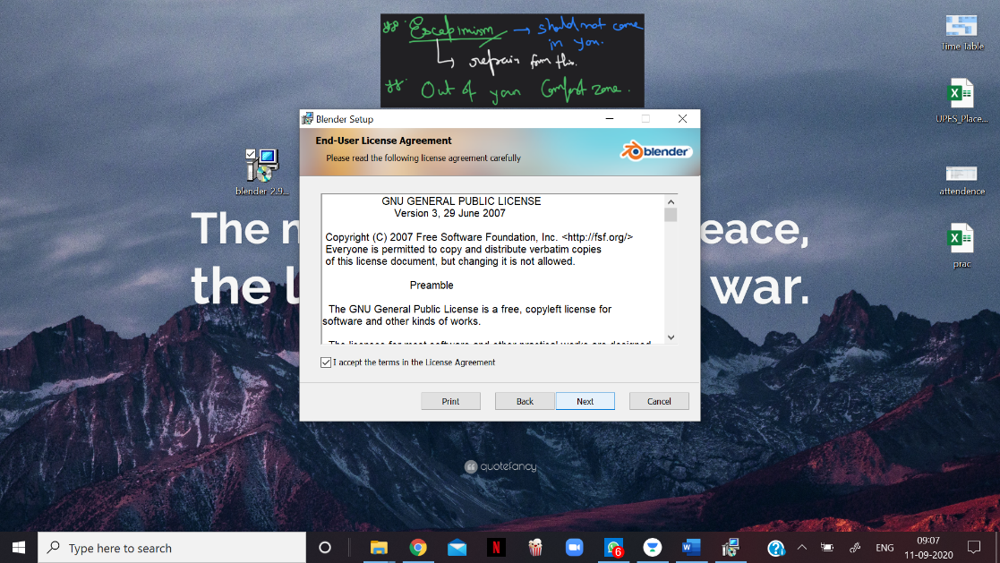 Escapimism → should not come
in you.
↳ refrain from this.
Out of your Comfort zone.
Time Table
UPES_Place...
attendence
prac
blender 2.9...
The
eace,
the
war.
Blender Setup
End-User License Agreement
Please read the following license agreement carefully
blender
GNU GENERAL PUBLIC LICENSE
Version 3, 29 June 2007
Copyright (C) 2007 Free Software Foundation, Inc. <http://fsf.org/>
Everyone is permitted to copy and distribute verbatim copies
of this license document, but changing it is not allowed.
Preamble
The GNU General Public License is a free, copyleft license for
software and other kinds of works.
The licenses for most software and other practical works are designed
I accept the terms in the License Agreement
Print
Back
Next
Cancel
quotefancy
Type here to search
N
6
W
ENG
09:07
11-09-2020